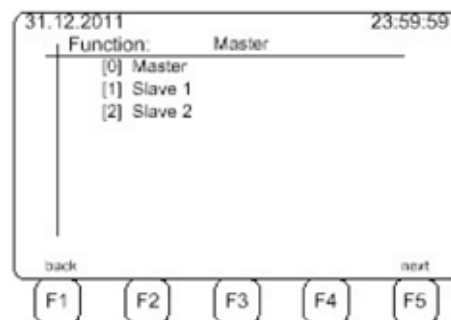 31.12.2011 23:59:59
Function: Master
[0] Master
[1] Slave 1
[2] Slave 2
back next
F1 F2 F3 F4 F5